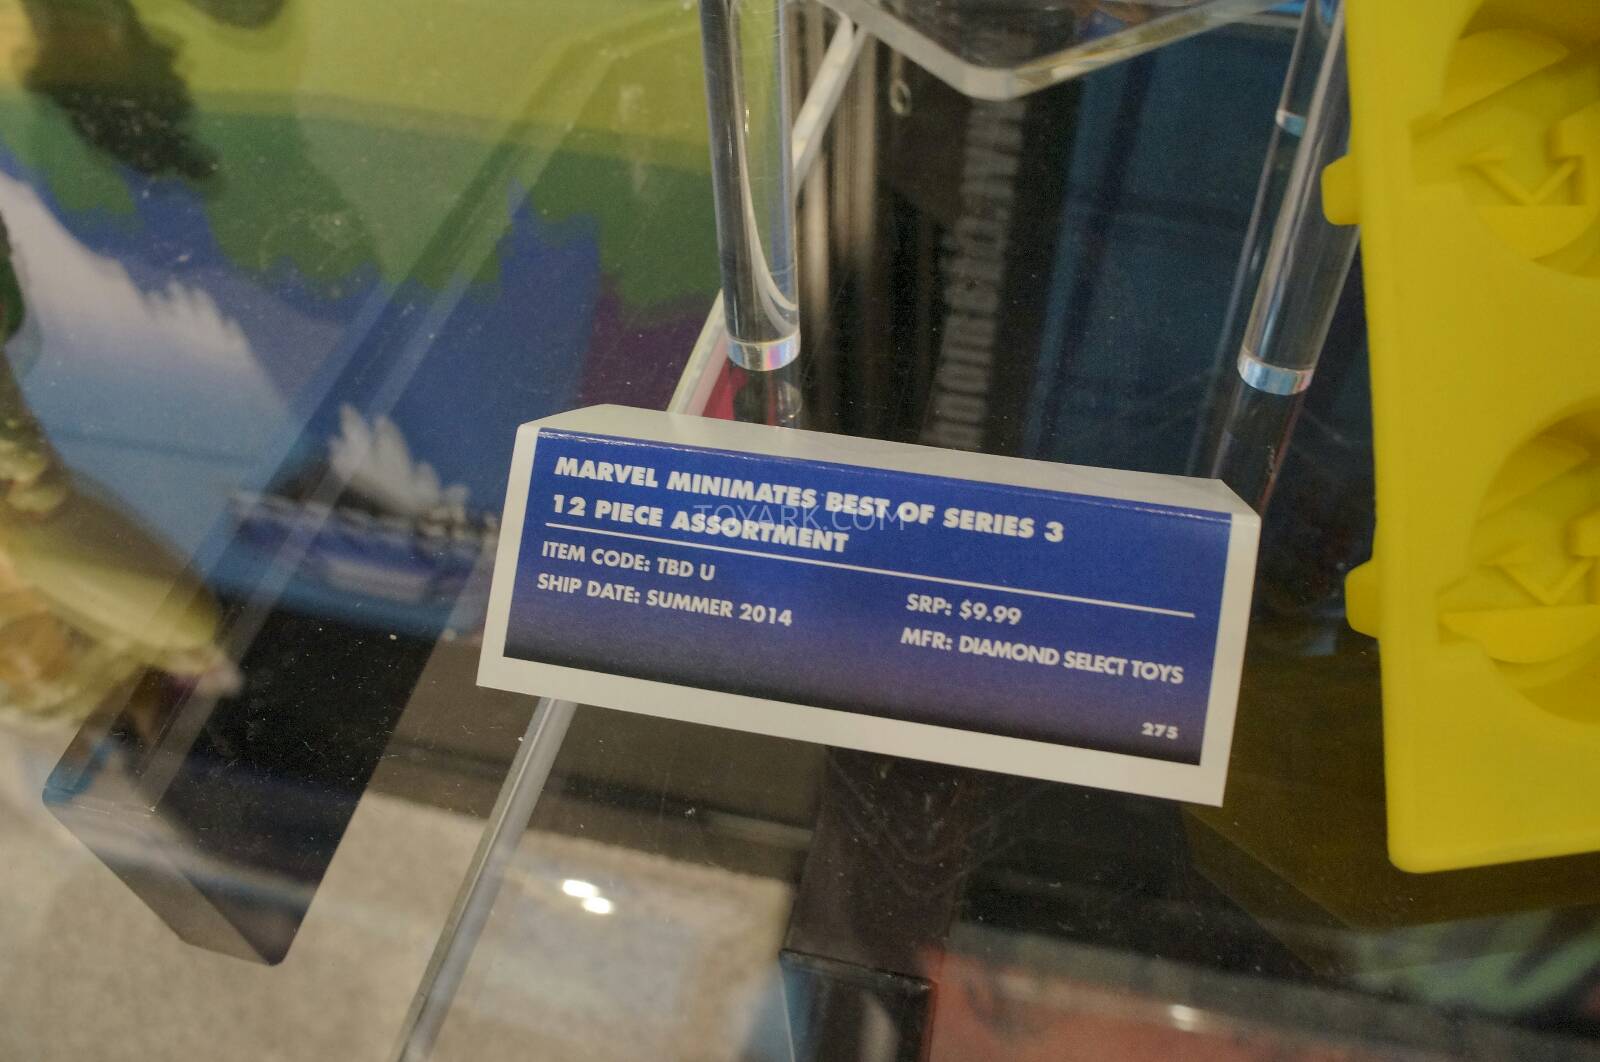 MARVEL MINIMATES BEST OF SERIES 3
12 PIECE ASSORTMENT
ITEM CODE: TBD U
SHIP DATE: SUMMER 2014
SRP: $9.99
MFR: DIAMOND SELECT TOYS
275
TOYARK.COM